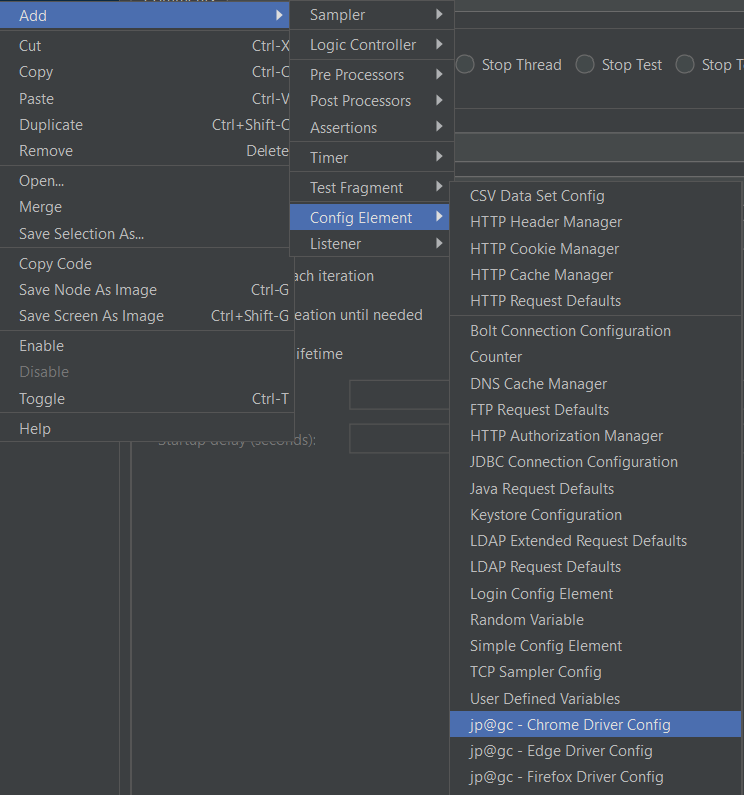 Add
Cut Ctrl-X
Copy Ctrl-C
Paste Ctrl-V
Duplicate Ctrl+Shift-C
Remove Delete
Open...
Merge
Save Selection As...
Copy Code
Save Node As Image Ctrl-G
Save Screen As Image Ctrl+Shift-G
Enable
Disable
Toggle Ctrl-T
Help
Sampler
Logic Controller
Pre Processors
Post Processors
Assertions
Timer
Test Fragment
Config Element
Listener
Stop Thread Stop Test Stop
ach iteration
eation until needed
ifetime
Startup delay (seconds):
CSV Data Set Config
HTTP Header Manager
HTTP Cookie Manager
HTTP Cache Manager
HTTP Request Defaults
Bolt Connection Configuration
Counter
DNS Cache Manager
FTP Request Defaults
HTTP Authorization Manager
JDBC Connection Configuration
Java Request Defaults
Keystore Configuration
LDAP Extended Request Defaults
LDAP Request Defaults
Login Config Element
Random Variable
Simple Config Element
TCP Sampler Config
User Defined Variables
jp@gc - Chrome Driver Config
jp@gc - Edge Driver Config
jp@gc - Firefox Driver Config